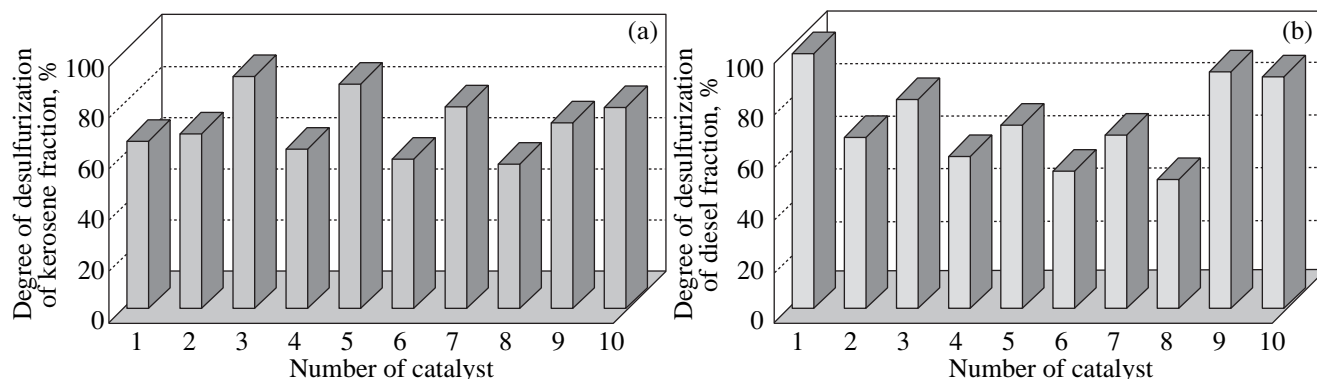 (a)
Degree of desulfurization
of kerosene fraction, %
100
80
60
40
20
0
1 2 3 4 5 6 7 8 9 10
Number of catalyst
(b)
Degree of desulfurization
of diesel fraction, %
100
80
60
40
20
0
1 2 3 4 5 6 7 8 9 10
Number of catalyst